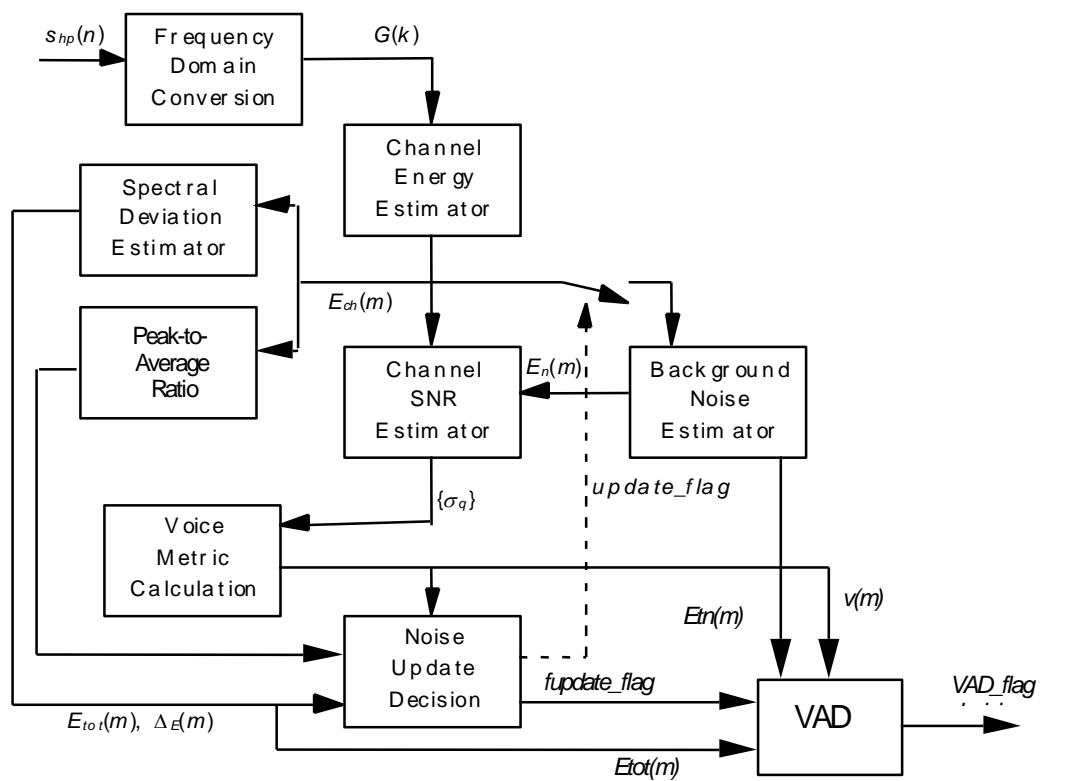 s_hp(n)
Frequency
Domain
Conversion
G(k)
Channel
Energy
Estimator
Spectral
Deviation
Estimator
E_ch(m)
Peak-to-
Average
Ratio
Channel
SNR
Estimator
E_n(m)
Background
Noise
Estimator
update_flag
{σ_q}
Voice
Metric
Calculation
v(m)
Etn(m)
Noise
Update
Decision
fupdate_flag
VAD
VAD_flag
E_tot(m), Δ_E(m)
Etot(m)